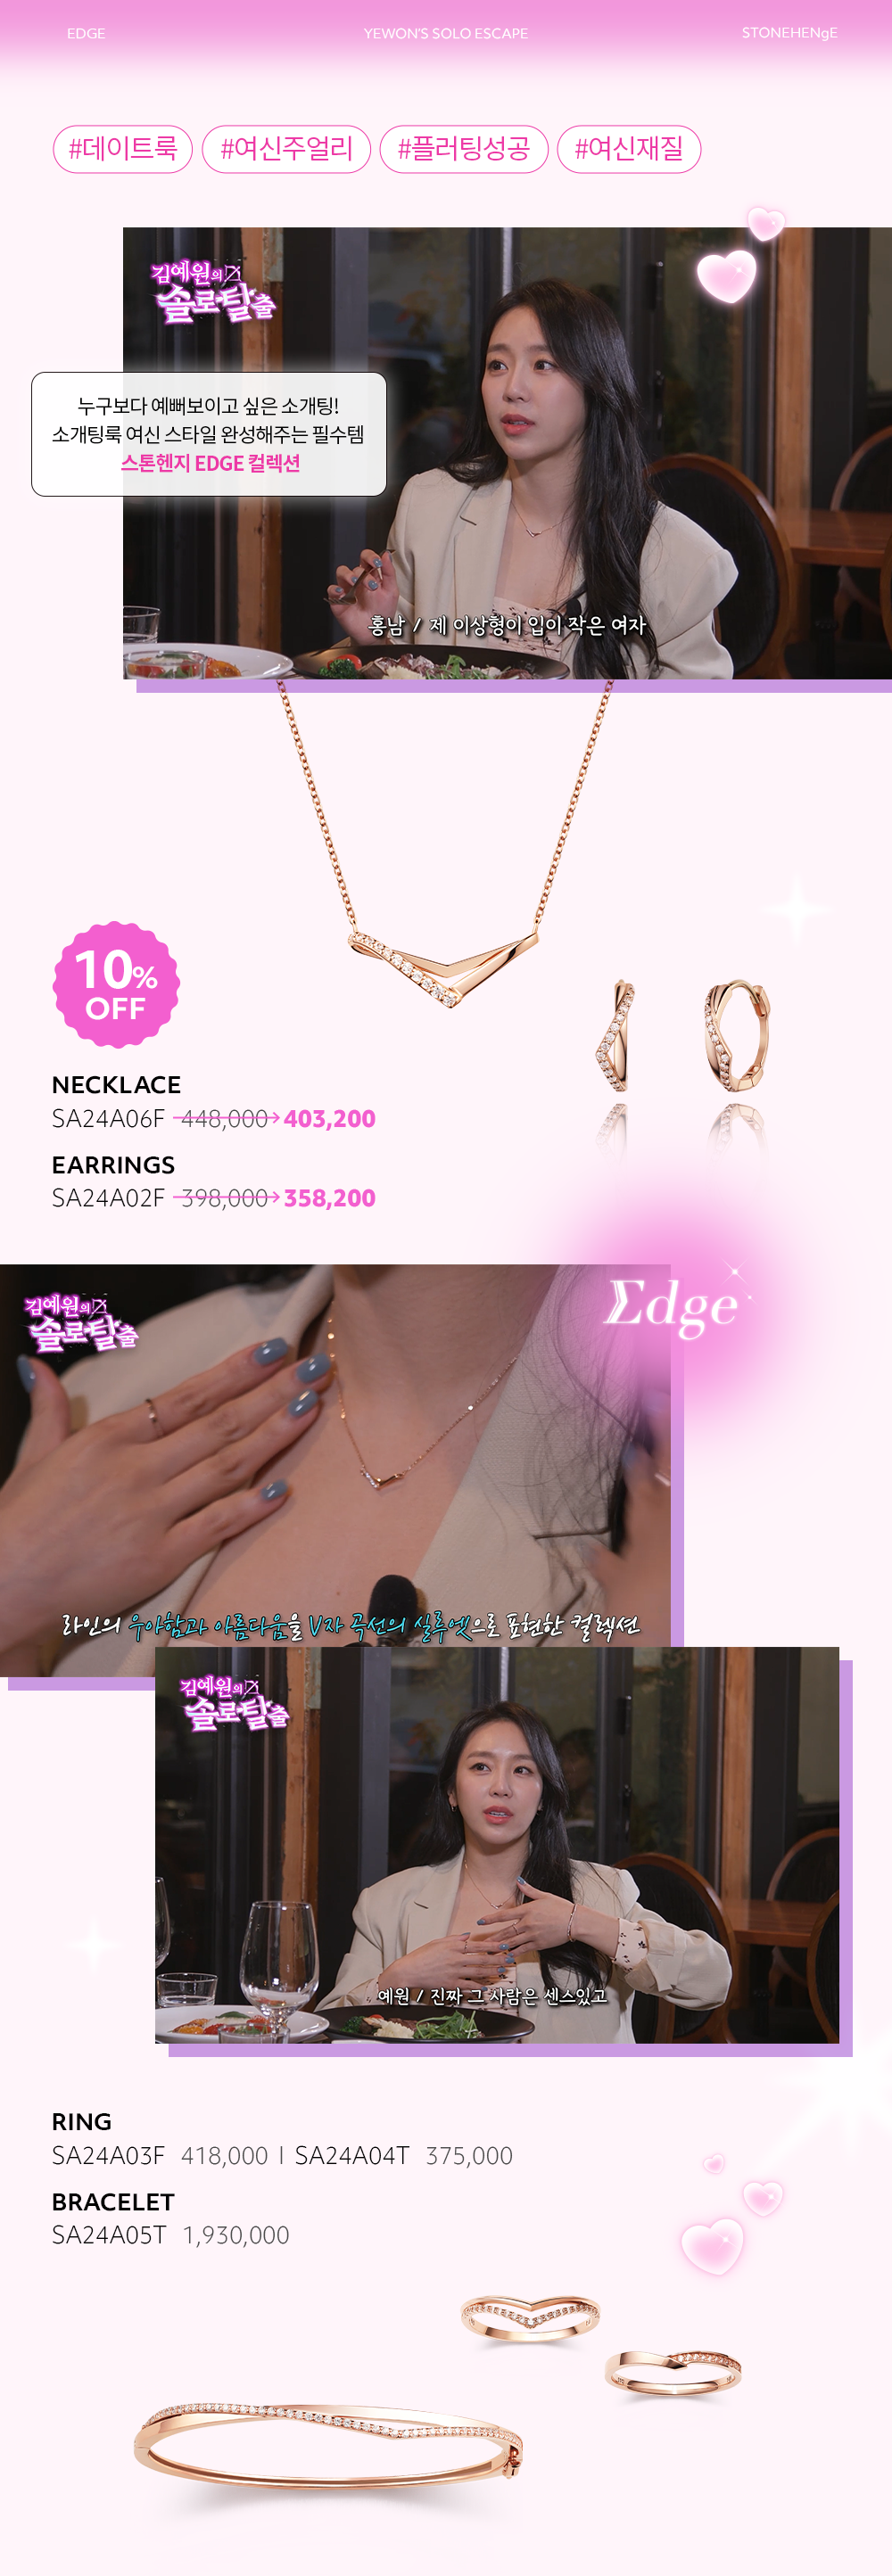 EDGE YEWON'S SOLO ESCAPE STONEHENgE
#데이트룩 #여신주얼리 #플러팅성공 #여신재질
김예원의
솔로탈출
누구보다 예뻐보이고 싶은 소개팅!
소개팅룩 여신 스타일 완성해주는 필수템
스톤헨지 EDGE 컬렉션
홍남 / 제 이상형이 입이 작은 여자
10%
OFF
NECKLACE
SA24A06F 448,000 403,200
EARRINGS
SA24A02F 398,000 358,200
Edge
김예원의
솔로탈출
라인의 우아함과 아름다움을 V자 곡선의 실루엣으로 표현한 컬렉션
김예원의
솔로탈출
예원 / 진짜 그 사람은 센스있고
RING
SA24A03F 418,000 | SA24A04T 375,000
BRACELET
SA24A05T 1,930,000